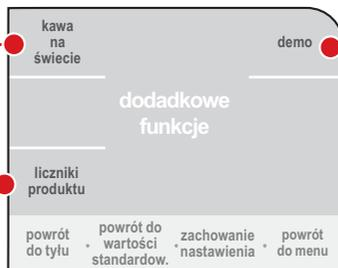 kawa
na
świecie
demo
dodadkowe
funkcje
liczniki
produktu
powrót
do tyłu
powrót do
wartości
standardow.
zachowanie
nastawienia
powrót
do menu